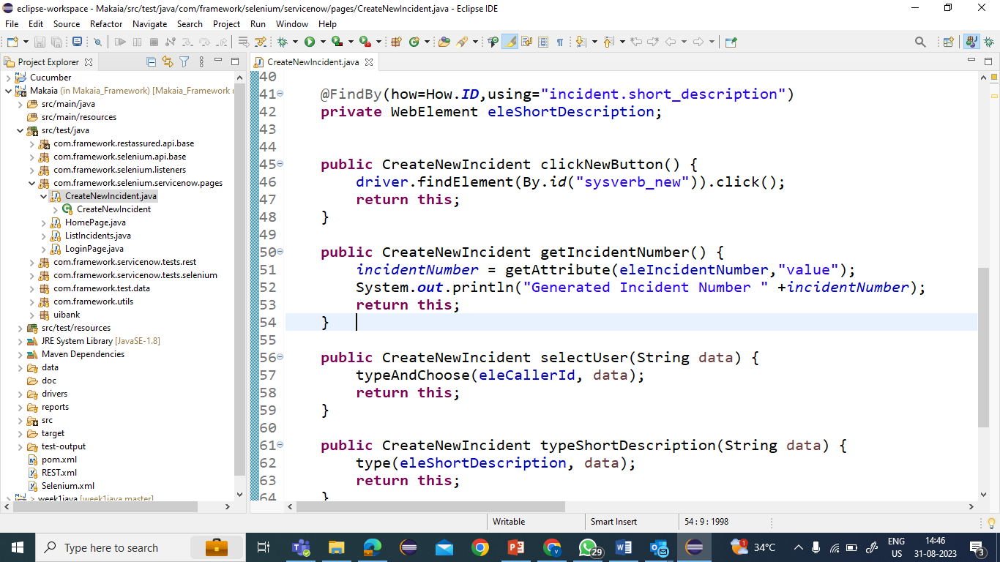 eclipse-workspace - Makaia/src/test/java/com/framework/selenium/servicenow/pages/CreateNewIncident.java - Eclipse IDE
File Edit Source Refactor Navigate Search Project Run Window Help
Project Explorer
Cucumber
Makaia (in Makaia_Framework) [Makaia_Framework
src/main/java
src/main/resources
src/test/java
com.framework.restassured.api.base
com.framework.selenium.api.base
com.framework.selenium.listeners
com.framework.selenium.servicenow.pages
CreateNewIncident.java
CreateNewIncident
HomePage.java
ListIncidents.java
LoginPage.java
com.framework.servicenow.tests.rest
com.framework.servicenow.tests.selenium
com.framework.test.data
com.framework.utils
uibank
src/test/resources
JRE System Library [JavaSE-1.8]
Maven Dependencies
data
doc
drivers
reports
src
target
test-output
pom.xml
REST.xml
Selenium.xml
> week1java [week1java master]
CreateNewIncident.java
40
41 @FindBy(how=How.ID,using="incident.short_description")
42 private WebElement eleShortDescription;
43
44
45 public CreateNewIncident clickNewButton() {
46 driver.findElement(By.id("sysverb_new")).click();
47 return this;
48 }
49
50 public CreateNewIncident getIncidentNumber() {
51 incidentNumber = getAttribute(eleIncidentNumber,"value");
52 System.out.println("Generated Incident Number " +incidentNumber);
53 return this;
54 }
55
56 public CreateNewIncident selectUser(String data) {
57 typeAndChoose(eleCallerId, data);
58 return this;
59 }
60
61 public CreateNewIncident typeShortDescription(String data) {
62 type(eleShortDescription, data);
63 return this;
64 }
Writable Smart Insert 54 : 9 : 1998
Type here to search
29
34°C
ENG
US
14:46
31-08-2023
3